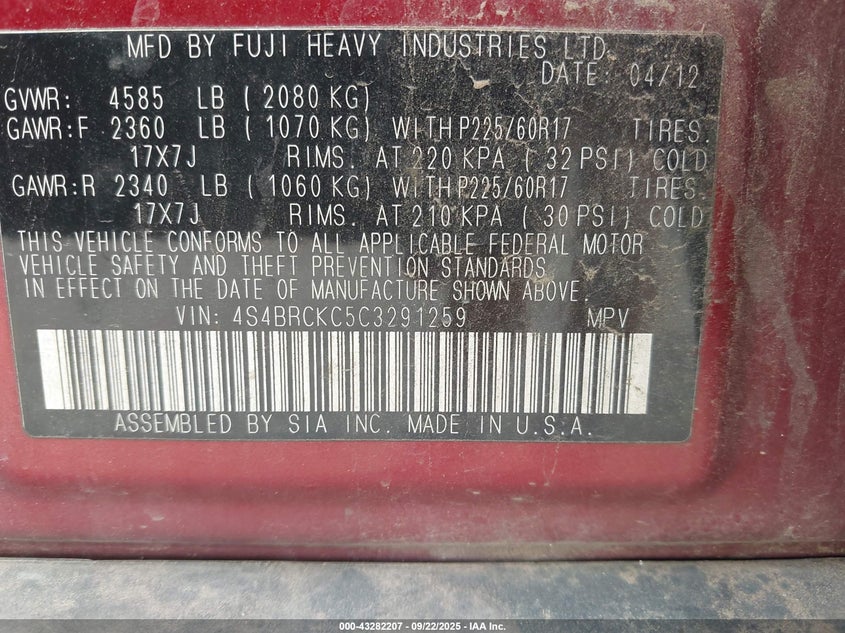 MFD BY FUJI HEAVY INDUSTRIES LTD.
DATE: 04/12
GVWR: 4585 LB ( 2080 KG)
GAWR:F 2360 LB ( 1070 KG) WITH P225/60R17 TIRES.
17X7J RIMS. AT 220 KPA ( 32 PSI) COLD
GAWR:R 2340 LB ( 1060 KG) WITH P225/60R17 TIRES.
17X7J RIMS. AT 210 KPA ( 30 PSI) COLD
THIS VEHICLE CONFORMS TO ALL APPLICABLE FEDERAL MOTOR
VEHICLE SAFETY AND THEFT PREVENTION STANDARDS
IN EFFECT ON THE DATE OF MANUFACTURE SHOWN ABOVE.
VIN: 4S4BRCKC5C3291259 MPV
ASSEMBLED BY SIA INC. MADE IN U.S.A.
000-43282207 - 09/22/2025 - IAA Inc.